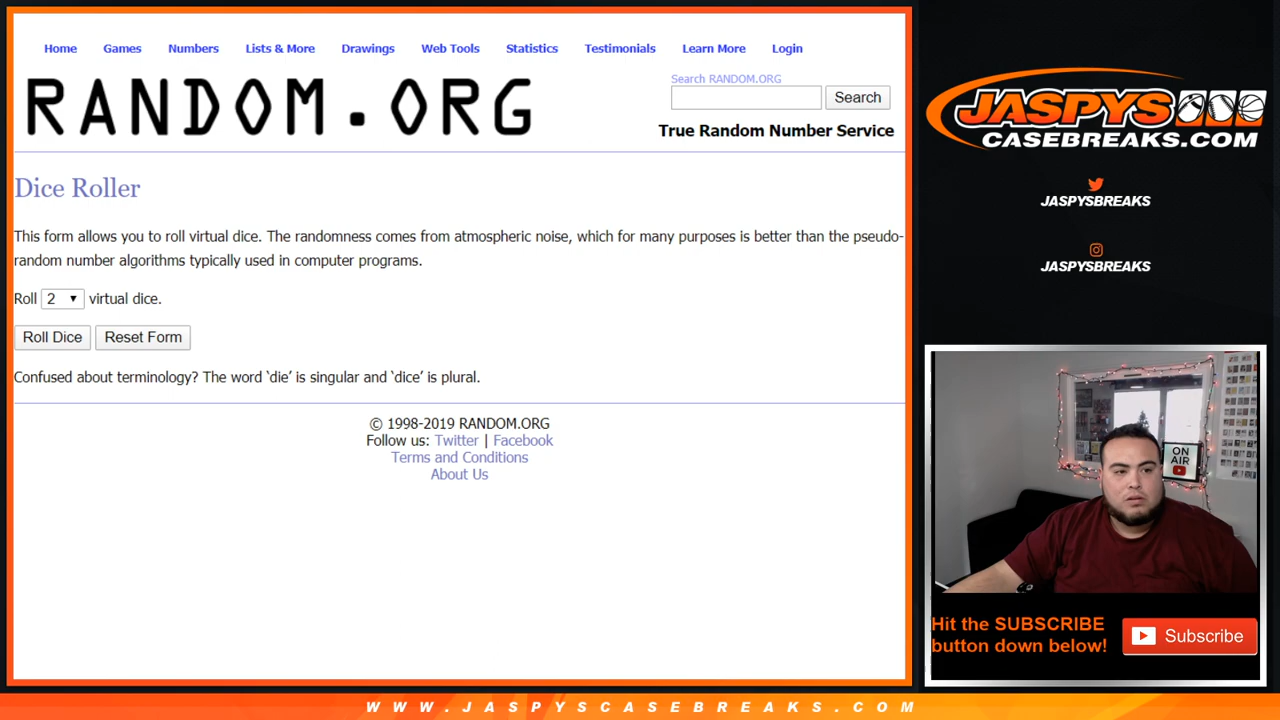 Home Games Numbers Lists & More Drawings Web Tools Statistics Testimonials Learn More Login
RANDOM.ORG
Search RANDOM.ORG
Search
True Random Number Service
Dice Roller
This form allows you to roll virtual dice. The randomness comes from atmospheric noise, which for many purposes is better than the pseudo-
random number algorithms typically used in computer programs.
Roll 2 virtual dice.
Roll Dice Reset Form
Confused about terminology? The word ‘die’ is singular and ‘dice’ is plural.
© 1998-2019 RANDOM.ORG
Follow us: Twitter | Facebook
Terms and Conditions
About Us
JASPYS
CASEBREAKS.COM
JASPYSBREAKS
JASPYSBREAKS
ON
AIR
Hit the SUBSCRIBE
button down below!
Subscribe
WWW.JASPYSCASEBREAKS.COM